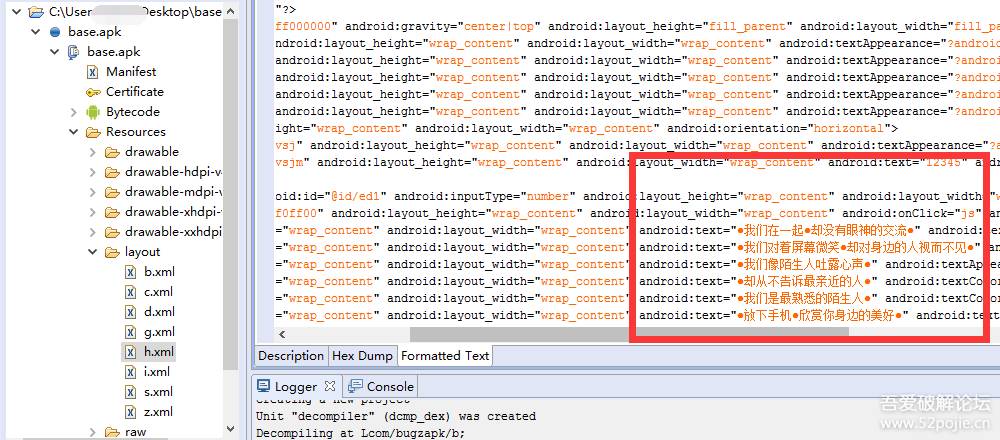 C:\User Desktop\base
base.apk
base.apk
Manifest
Certificate
Bytecode
Resources
drawable
drawable-hdpi-v
drawable-mdpi-v
drawable-xhdpi-v
drawable-xxhdpi
layout
b.xml
c.xml
d.xml
g.xml
h.xml
i.xml
s.xml
z.xml
raw
"?>
ff000000" android:gravity="center|top" android:layout_height="fill_parent" android:layout_width="fill_pa
ndroid:layout_height="wrap_content" android:layout_width="wrap_content" android:textAppearance="?androi
android:layout_height="wrap_content" android:layout_width="wrap_content" android:textAppearance="?andro
android:layout_height="wrap_content" android:layout_width="wrap_content" android:textAppearance="?andro
android:layout_height="wrap_content" android:layout_width="wrap_content" android:textAppearance="?andro
android:layout_height="wrap_content" android:layout_width="wrap_content" android:textAppearance="?andro
ight="wrap_content" android:layout_width="wrap_content" android:orientation="horizontal">
vsj" android:layout_height="wrap_content" android:layout_width="wrap_content" android:textAppearance="?a
vsjm" android:layout_height="wrap_content" android:layout_width="wrap_content" android:text="12345" andr
oid:id="@id/ed1" android:inputType="number" android:layout_height="wrap_content" android:layout_width="w
f0ff00" android:layout_height="wrap_content" android:layout_width="wrap_content" android:onClick="js" a
="wrap_content" android:layout_width="wrap_content" android:text="●我们在一起●却没有眼神的交流●" android:tex
="wrap_content" android:layout_width="wrap_content" android:text="●我们对着屏幕微笑●却对身边的人视而不见●"
="wrap_content" android:layout_width="wrap_content" android:text="●我们像陌生人吐露心声●" android:textAppea
="wrap_content" android:layout_width="wrap_content" android:text="●却从不告诉最亲近的人●" android:textColor
="wrap_content" android:layout_width="wrap_content" android:text="●我们是最熟悉的陌生人●" android:textColor
="wrap_content" android:layout_width="wrap_content" android:text="●放下手机●欣赏你身边的美好●" android:text
Description Hex Dump Formatted Text
Logger Console
Creating a new project
Unit "decompiler" (dcmp_dex) was created
Decompiling at Lcom/bugzapk/b;
吾爱破解论坛
www.52pojie.cn